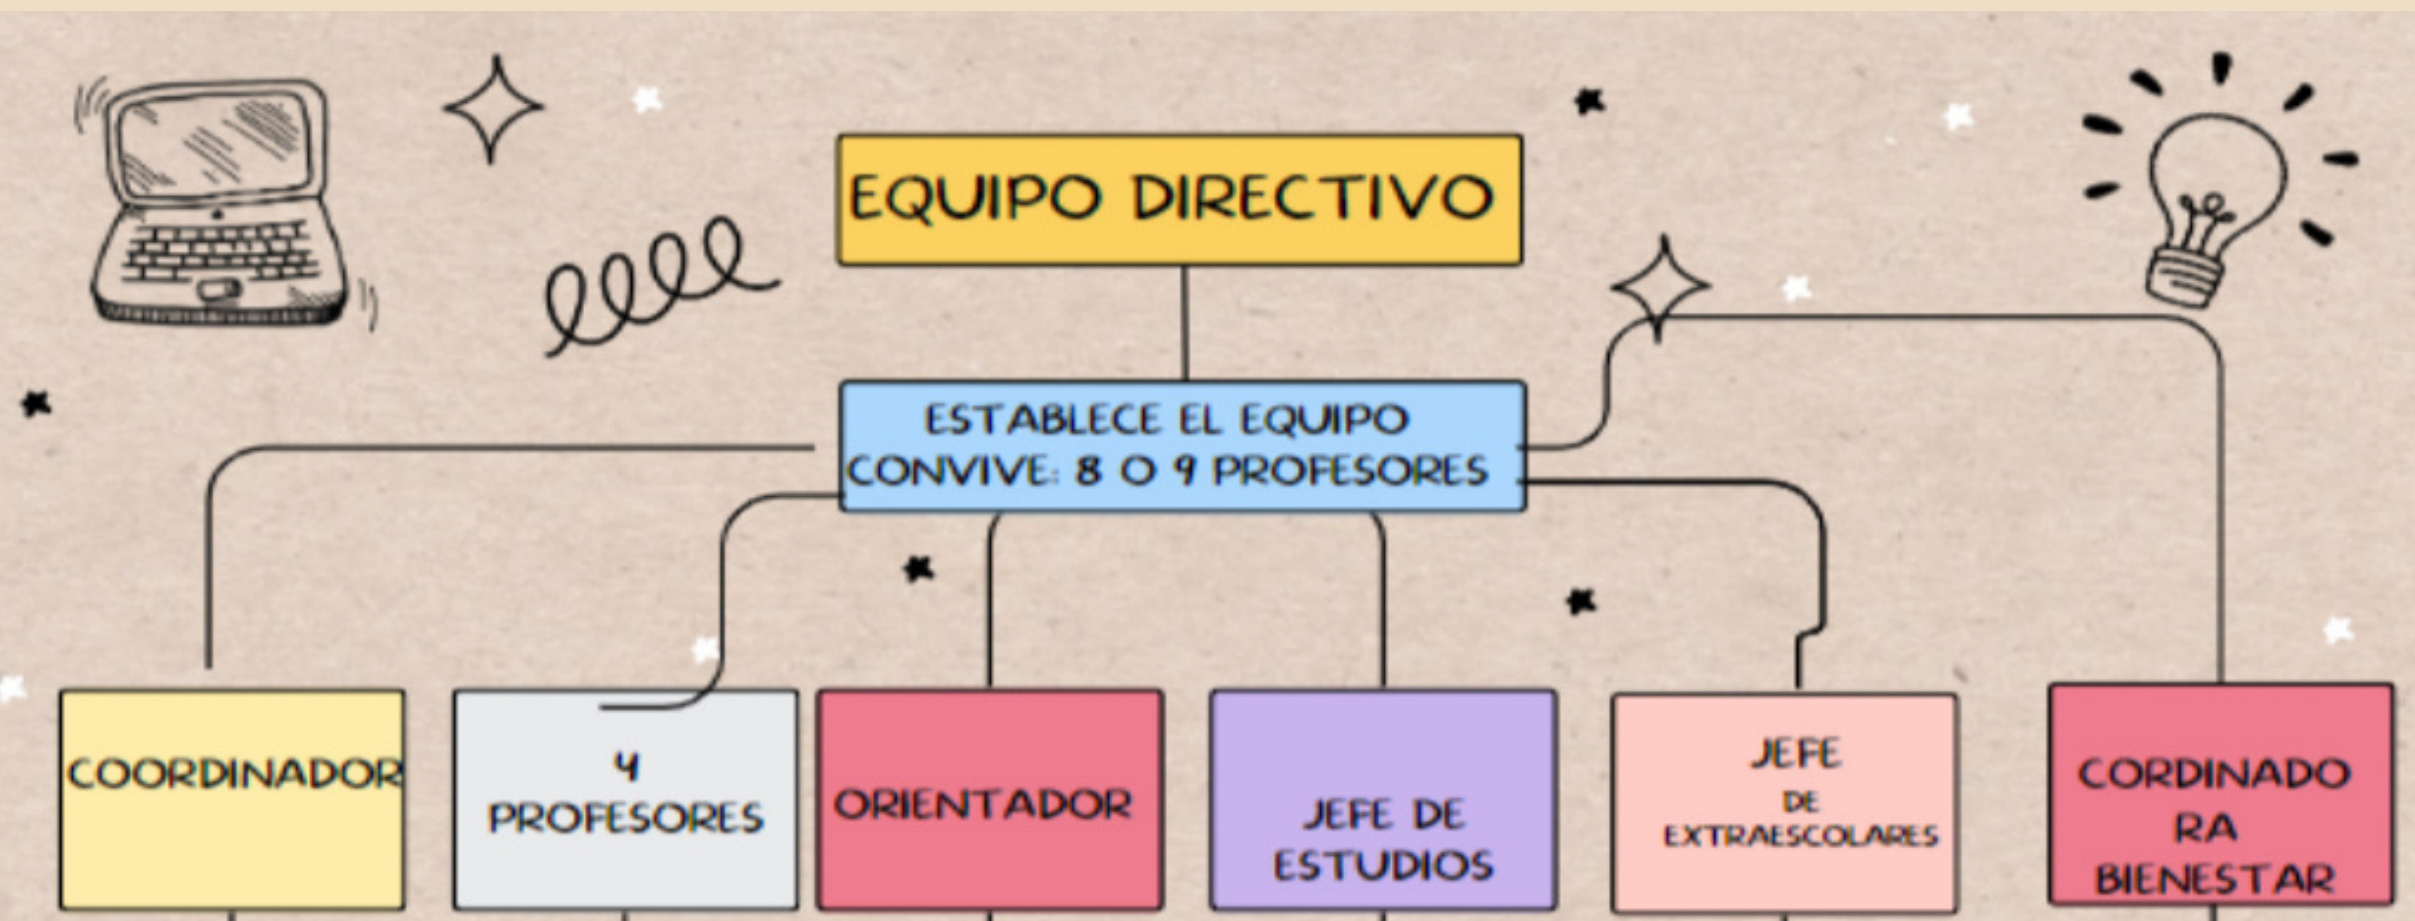 EQUIPO DIRECTIVO
ESTABLECE EL EQUIPO
CONVIVE: 8 O 9 PROFESORES
COORDINADOR
4
PROFESORES
ORIENTADOR
JEFE DE
ESTUDIOS
JEFE
DE
EXTRAESCOLARES
CORDINADO
RA
BIENESTAR